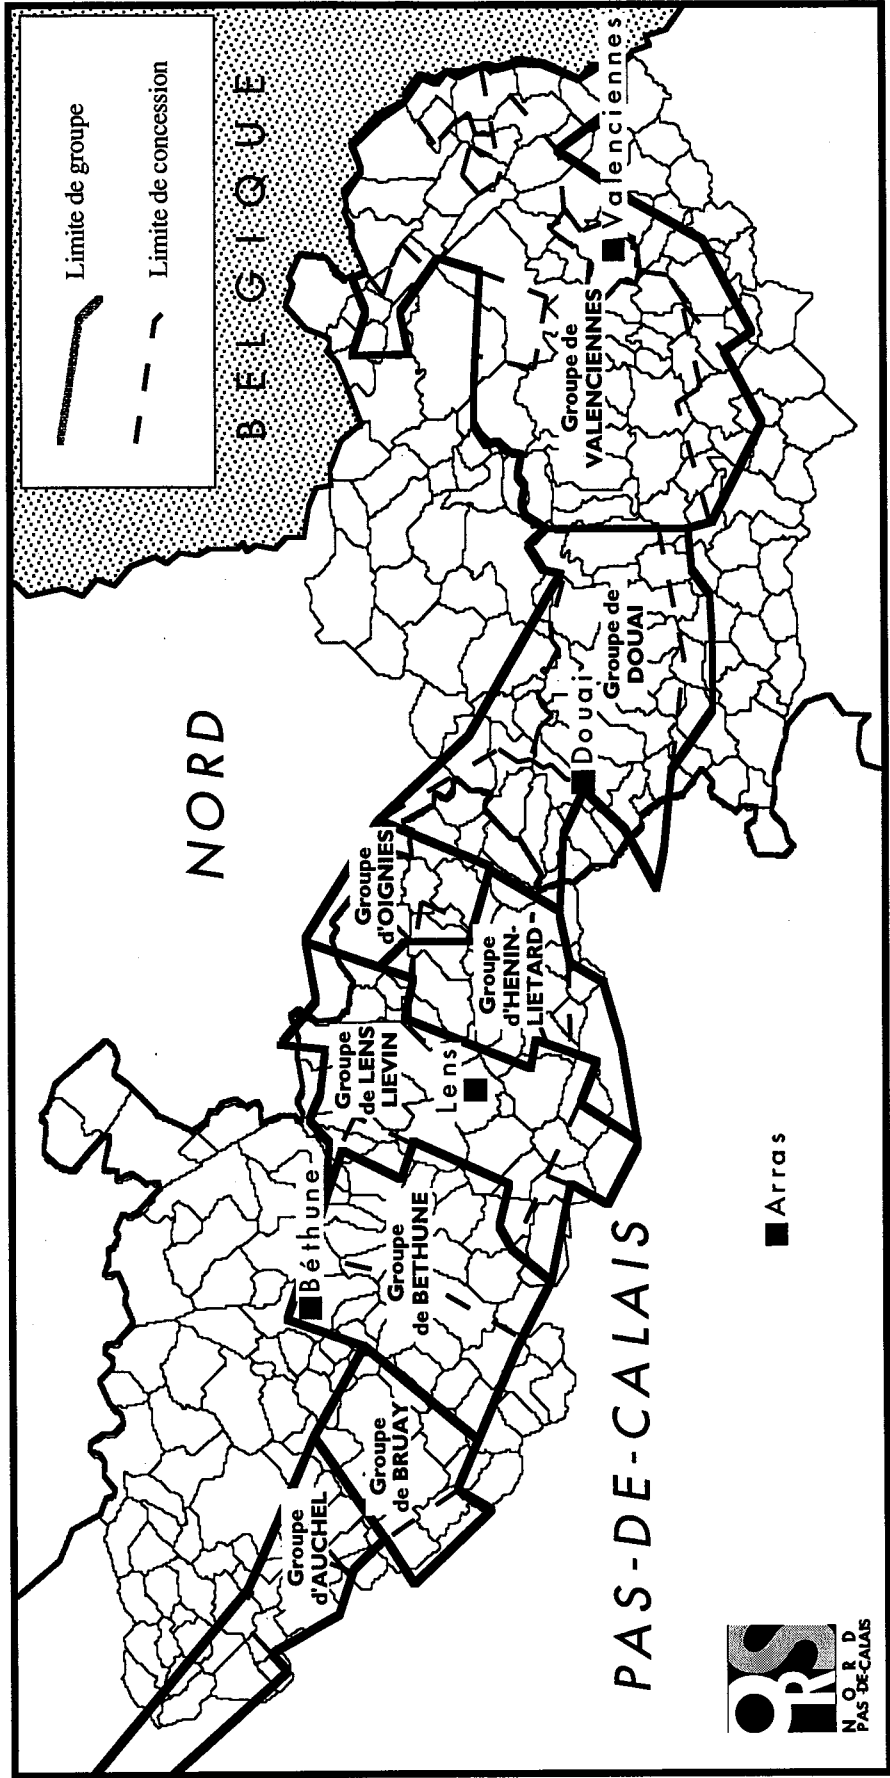 Limite de groupe
Limite de concession
BELGIQUE
NORD
PAS-DE-CALAIS
Groupe
d'AUCHEL
Groupe
de BRUAY
Béthune
Groupe
de BETHUNE
Groupe
de LENS
LIEVIN
Lens
Groupe
d'OIGNIES
Groupe
d'HENIN-
LIETARD-
Douai
Groupe de
DOUAI
Groupe de
VALENCIENNES
Valenciennes
Arras
iRS
NORD
PAS-DE-CALAIS